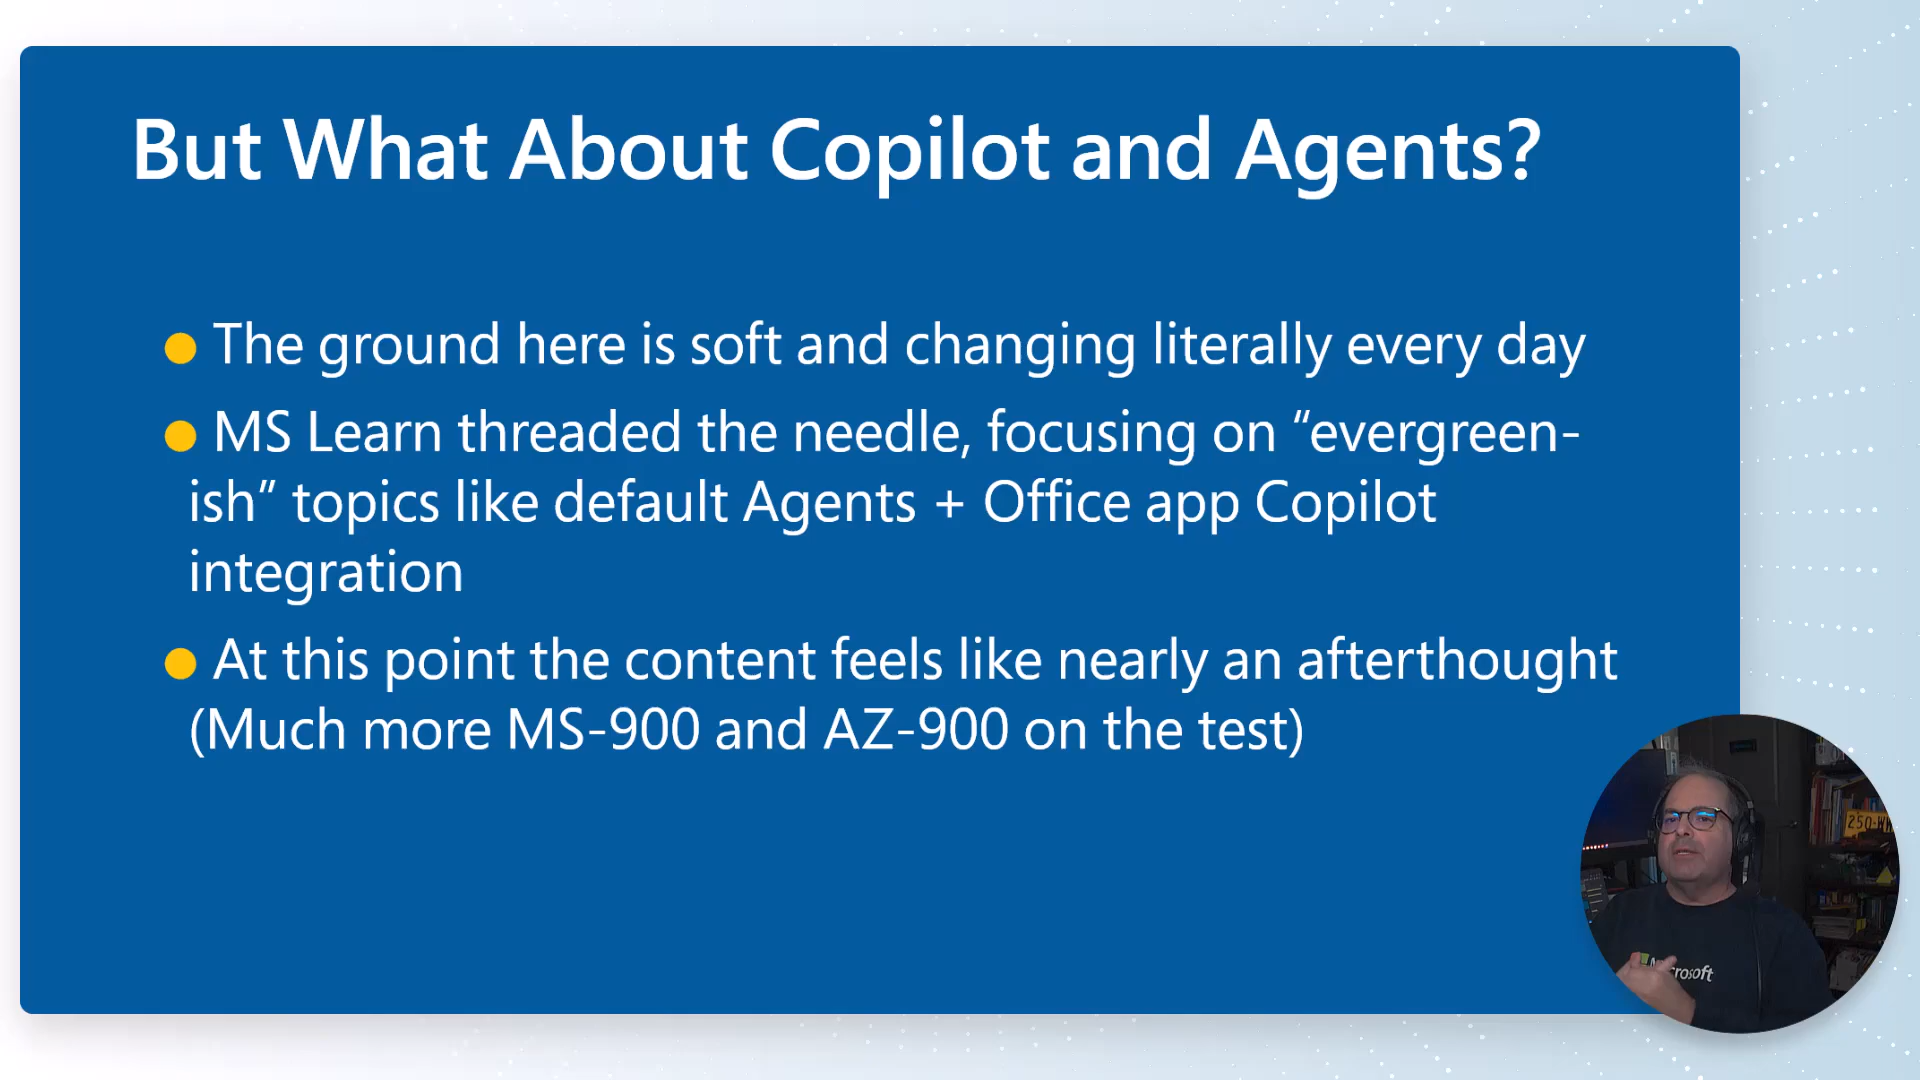 But What About Copilot and Agents?
The ground here is soft and changing literally every day
MS Learn threaded the needle, focusing on “evergreen-
ish” topics like default Agents + Office app Copilot
integration
At this point the content feels like nearly an afterthought
(Much more MS-900 and AZ-900 on the test)